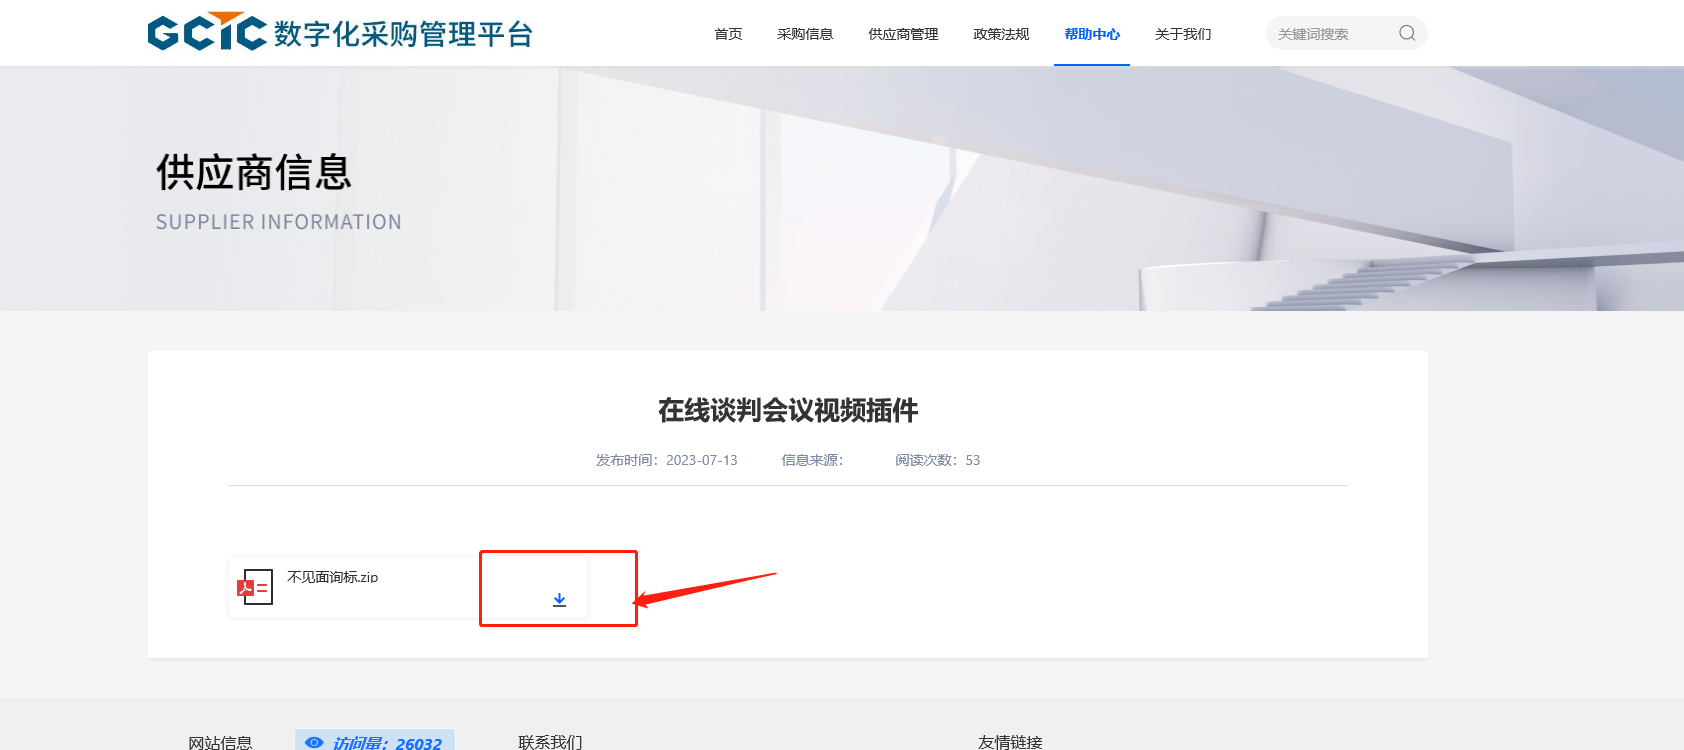 GCTC 数字化采购管理平台
首页 采购信息 供应商管理 政策法规 帮助中心 关于我们 关键词搜索
供应商信息
SUPPLIER INFORMATION
在线谈判会议视频插件
发布时间：2023-07-13 信息来源： 阅读次数：53
不见面询标.zip
网站信息 访问量：26032 联系我们 友情链接